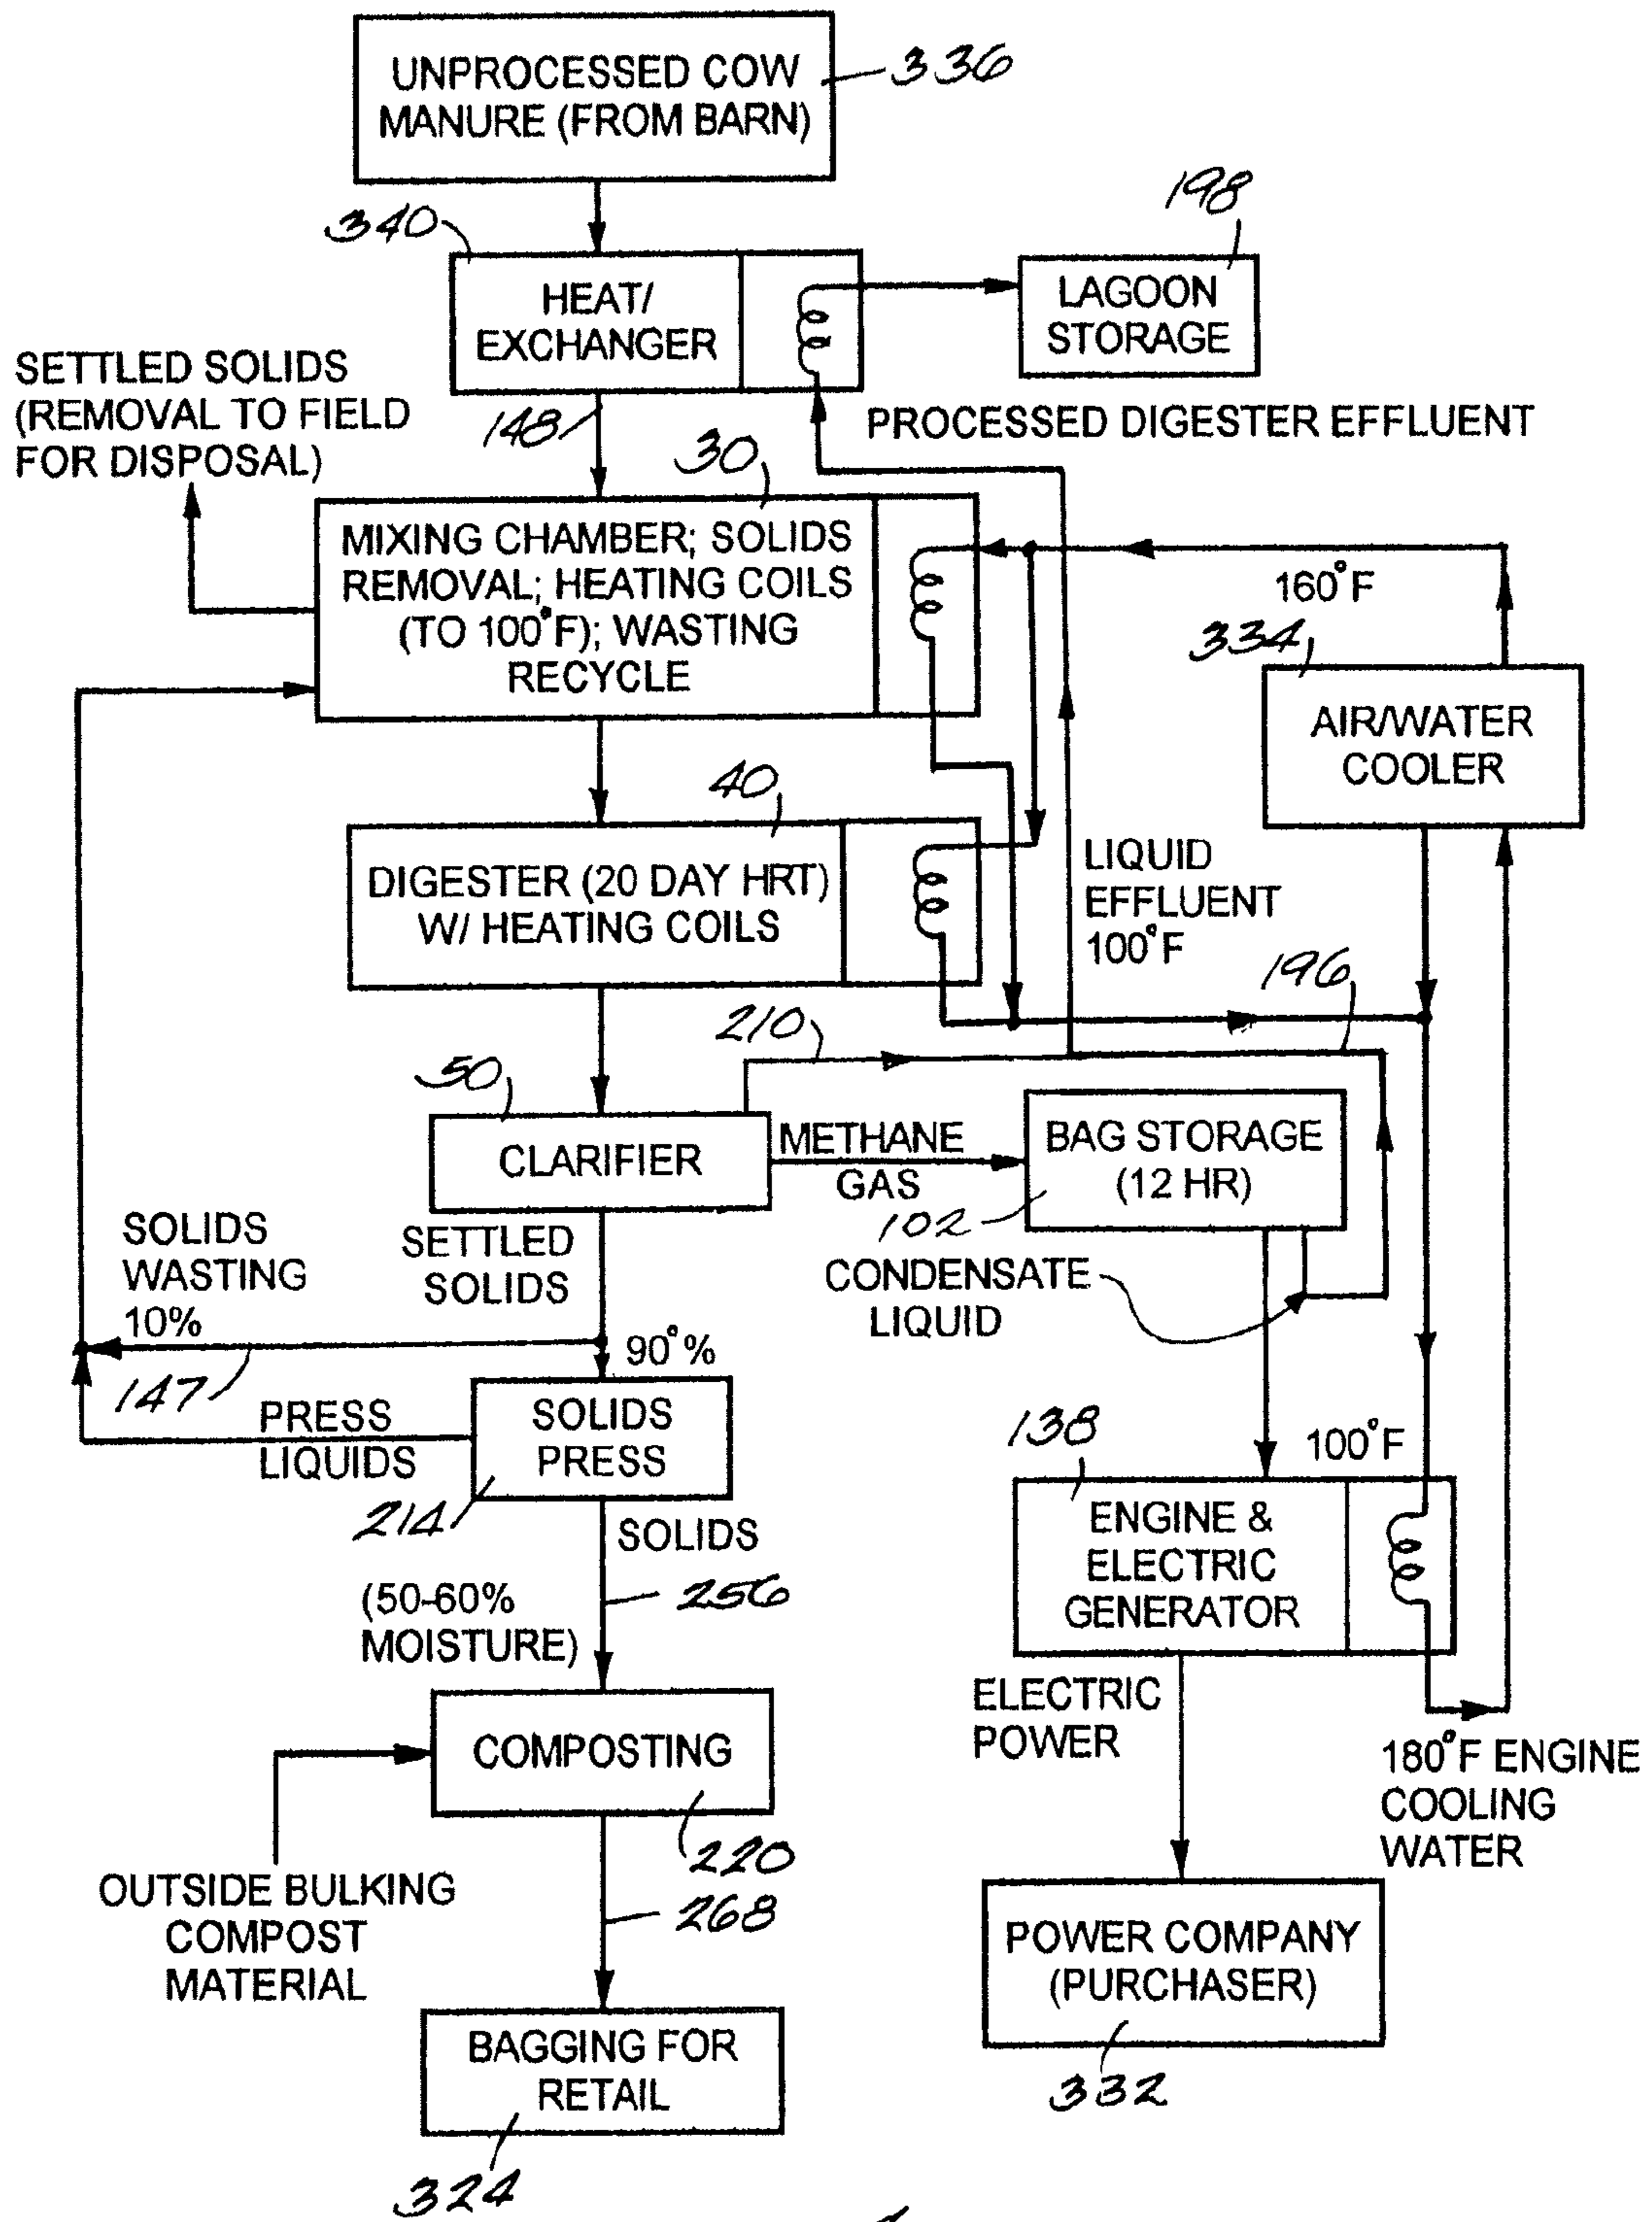 UNPROCESSED COW
MANURE (FROM BARN)
336
198
340
HEAT/
EXCHANGER
LAGOON
STORAGE
SETTLED SOLIDS
(REMOVAL TO FIELD
FOR DISPOSAL)
148
PROCESSED DIGESTER EFFLUENT
30
MIXING CHAMBER; SOLIDS
REMOVAL; HEATING COILS
(TO 100°F); WASTING
RECYCLE
160°F
334
AIR/WATER
COOLER
40
DIGESTER (20 DAY HRT)
W/ HEATING COILS
LIQUID
EFFLUENT
100°F
196
210
50
CLARIFIER
METHANE
GAS
BAG STORAGE
(12 HR)
102
SOLIDS
WASTING
10%
SETTLED
SOLIDS
CONDENSATE
LIQUID
90°%
147
PRESS
LIQUIDS
SOLIDS
PRESS
214
138
100°F
SOLIDS
ENGINE &
ELECTRIC
GENERATOR
256
(50-60%
MOISTURE)
ELECTRIC
POWER
COMPOSTING
180°F ENGINE
COOLING
WATER
220
OUTSIDE BULKING
COMPOST
MATERIAL
268
POWER COMPANY
(PURCHASER)
BAGGING FOR
RETAIL
332
324